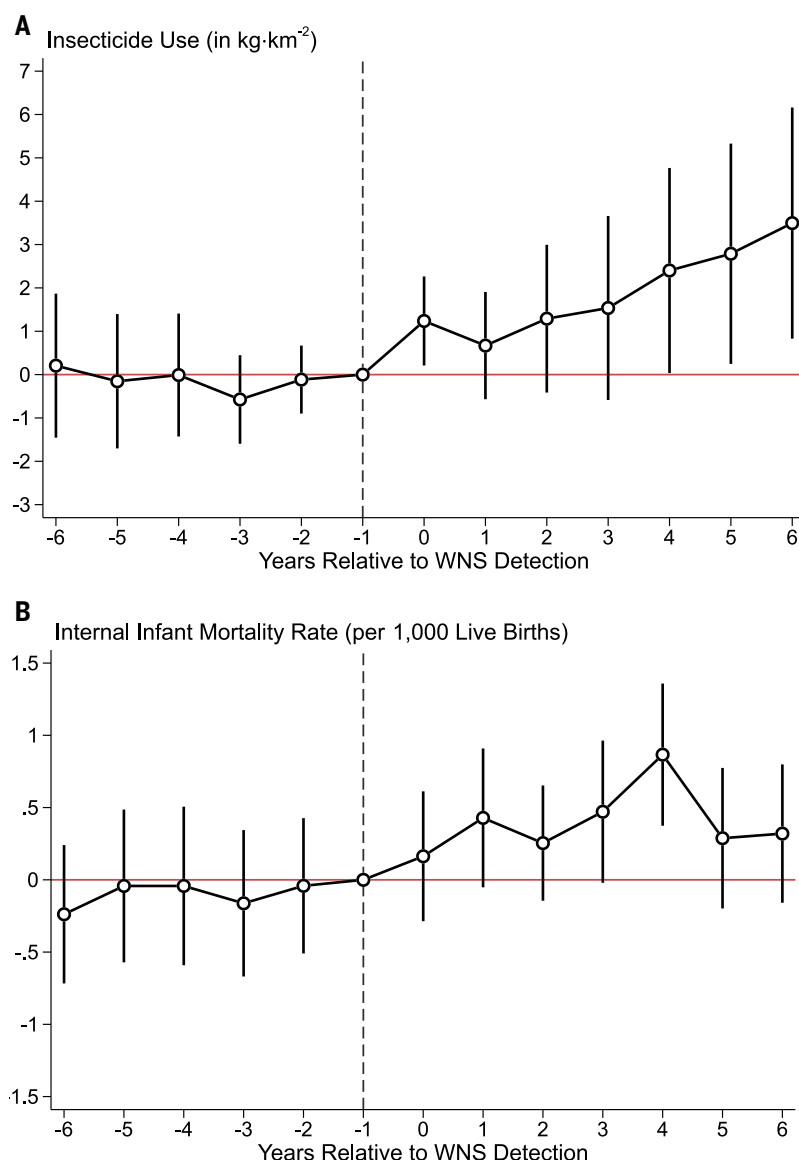 A
Insecticide Use (in kg·km-2)
7
6
5
4
3
2
1
0
-1
-2
-3
-6 -5 -4 -3 -2 -1 0 1 2 3 4 5 6
Years Relative to WNS Detection
B
Internal Infant Mortality Rate (per 1,000 Live Births)
1.5
1
.5
0
-.5
-1
-1.5
-6 -5 -4 -3 -2 -1 0 1 2 3 4 5 6
Years Relative to WNS Detection